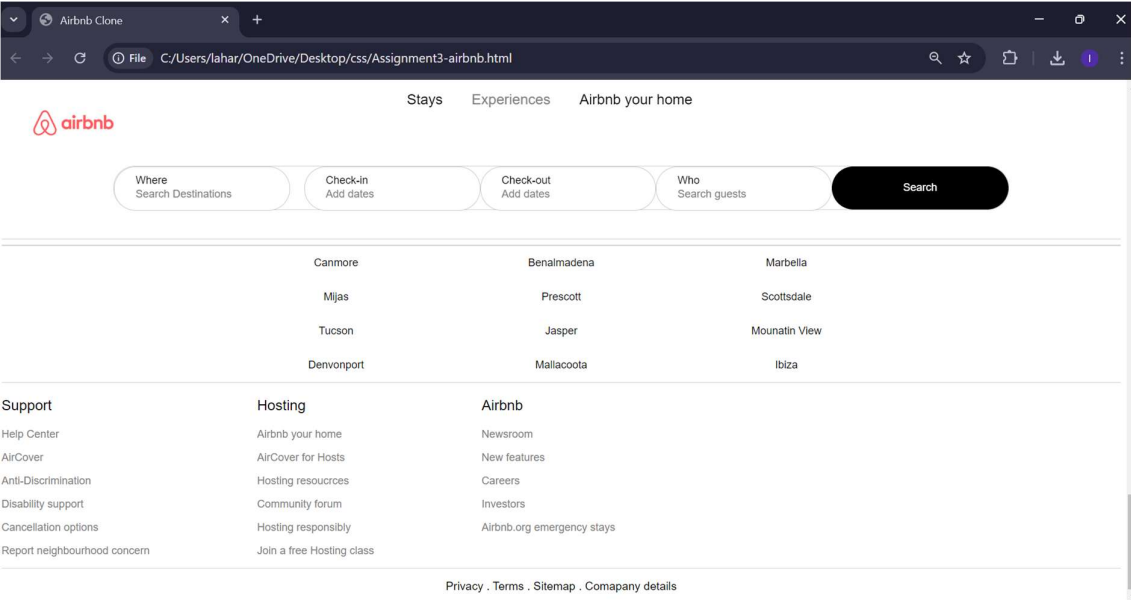 Airbnb Clone
File C:/Users/lahar/OneDrive/Desktop/css/Assignment3-airbnb.html
I
Stays Experiences Airbnb your home
airbnb
Where Check-in Check-out Who
Search Destinations Add dates Add dates Search guests
Search
Canmore Benalmadena Marbella
Mijas Prescott Scottsdale
Tucson Jasper Mounatin View
Denvonport Mallacoota Ibiza
Support Hosting Airbnb
Help Center Airbnb your home Newsroom
AirCover AirCover for Hosts New features
Anti-Discrimination Hosting resoucrces Careers
Disability support Community forum Investors
Cancellation options Hosting responsibly Airbnb.org emergency stays
Report neighbourhood concern Join a free Hosting class
Privacy . Terms . Sitemap . Comapany details